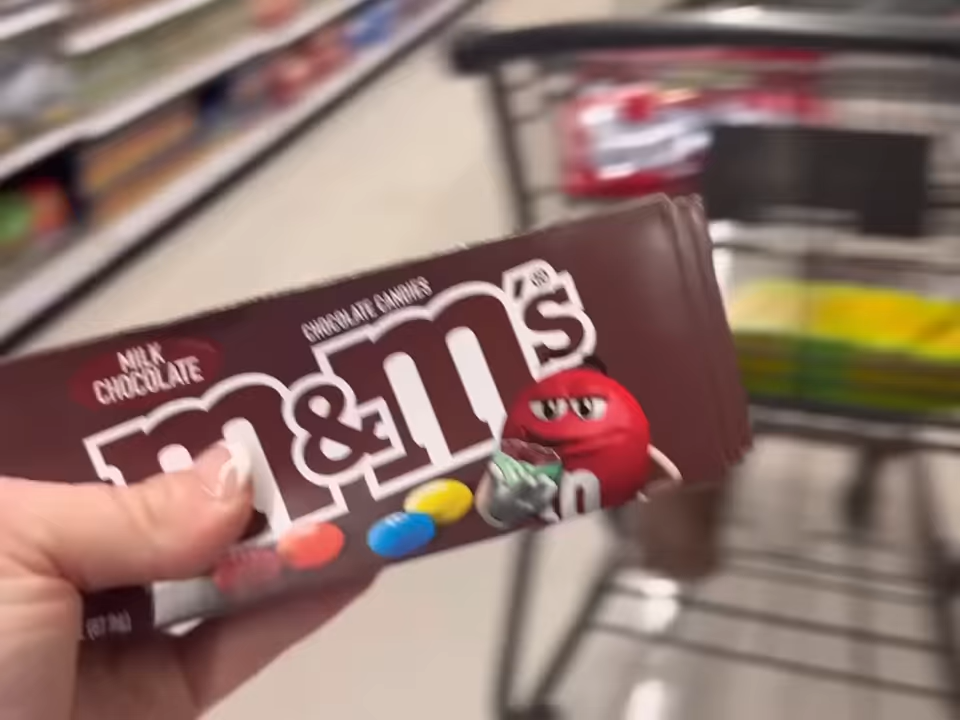 CHOCOLATE CANDIES
MILK
CHOCOLATE
m&m's
m